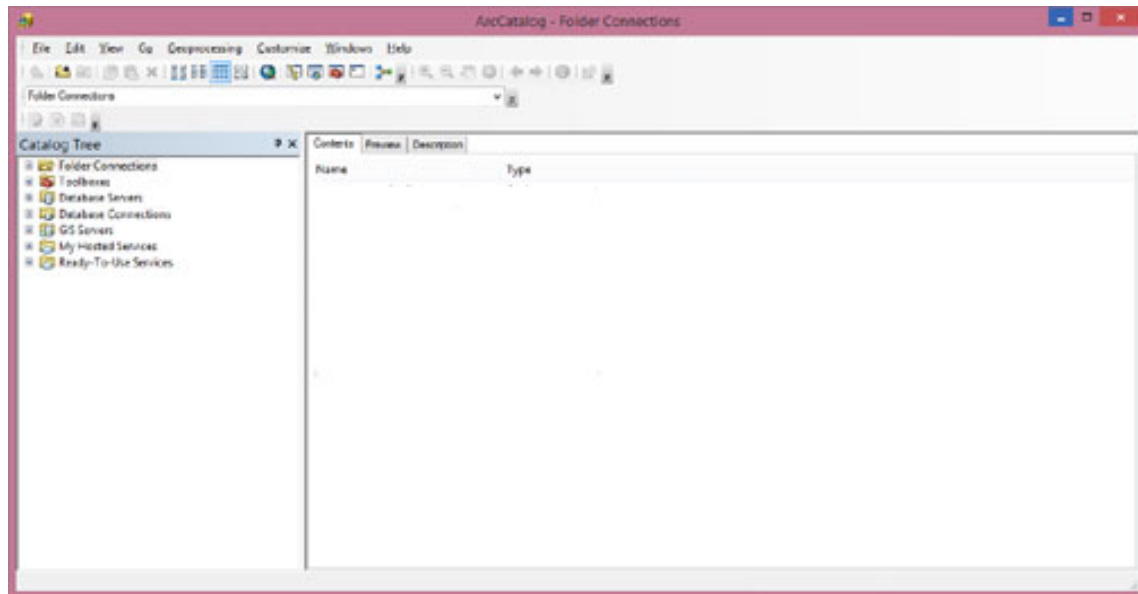 ArcCatalog - Folder Connections
File Edit View Go Geoprocessing Customize Windows Help
Folder Connections
Catalog Tree
Contents Preview Description
Folder Connections
Toolboxes
Database Servers
Database Connections
GIS Servers
My Hosted Services
Ready-To-Use Services
Name Type